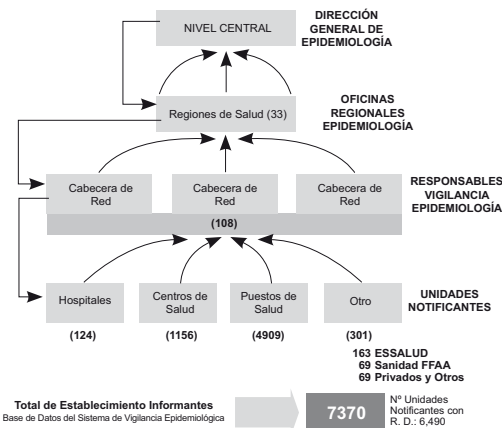 NIVEL CENTRAL
DIRECCIÓN
GENERAL DE
EPIDEMIOLOGÍA
Regiones de Salud (33)
OFICINAS
REGIONALES
EPIDEMIOLOGÍA
Cabecera de
Red
Cabecera de
Red
Cabecera de
Red
(108)
RESPONSABLES
VIGILANCIA
EPIDEMIOLOGÍA
Hospitales
Centros de
Salud
Puestos de
Salud
Otro
UNIDADES
NOTIFICANTES
(124)
(1156)
(4909)
(301)
163 ESSALUD
69 Sanidad FFAA
69 Privados y Otros
Total de Establecimiento Informantes
Base de Datos del Sistema de Vigilancia Epidemiológica
7370
Nº Unidades
Notificantes con
R. D.: 6,490